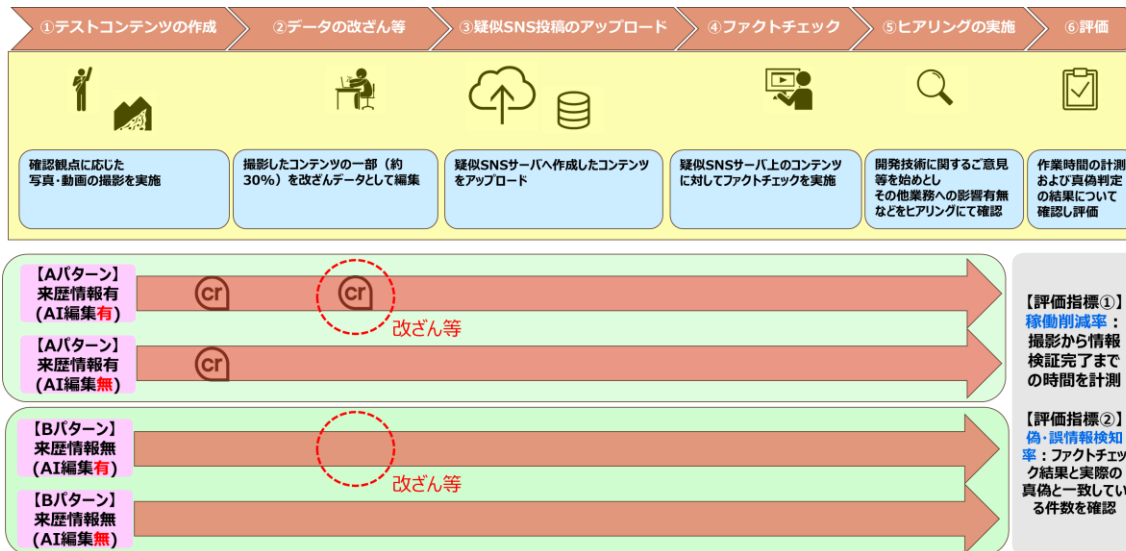 ①テストコンテンツの作成
②データの改ざん等
③疑似SNS投稿のアップロード
④ファクトチェック
⑤ヒアリングの実施
⑥評価
確認観点に応じた
写真・動画の撮影を実施
撮影したコンテンツの一部（約
30%）を改ざんデータとして編集
疑似SNSサーバへ作成したコンテンツ
をアップロード
疑似SNSサーバ上のコンテンツ
に対してファクトチェックを実施
開発技術に関するご意見
等を始めとし
その他業務への影響有無
などをヒアリングにて確認
作業時間の計測
および真偽判定
の結果について
確認し評価
【Aパターン】
来歴情報有
(AI編集有)
cr
cr
改ざん等
【Aパターン】
来歴情報有
(AI編集無)
cr
【Bパターン】
来歴情報無
(AI編集有)
改ざん等
【Bパターン】
来歴情報無
(AI編集無)
【評価指標①】
稼働削減率：
撮影から情報
検証完了まで
の時間を計測
【評価指標②】
偽・誤情報検知
率：ファクトチェッ
ク結果と実際の
真偽と一致してい
る件数を確認